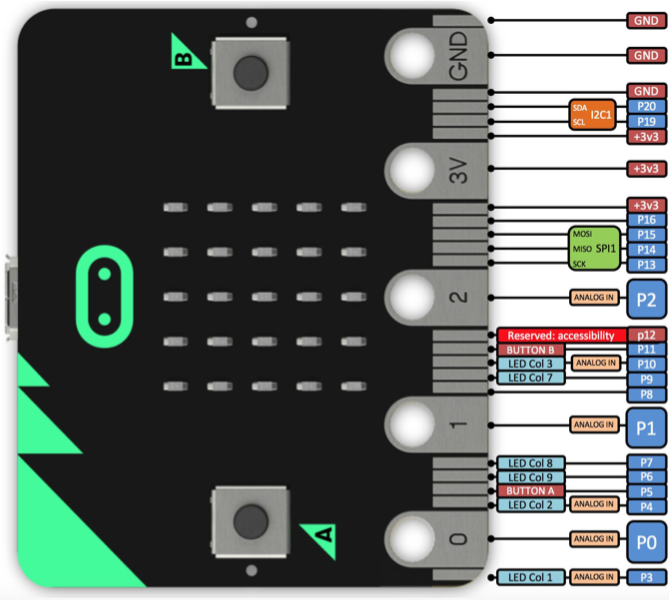 GND
B
GND
GND
GND
SDA I2C1 P20
SCL P19
+3v3
3V
+3v3
+3v3
P16
MOSI P15
MISO SPI1 P14
SCK P13
2 ANALOG IN P2
Reserved: accessibility p12
BUTTON B P11
LED Col 3 ANALOG IN P10
LED Col 7 P9
P8
1 ANALOG IN P1
LED Col 8 P7
LED Col 9 P6
BUTTON A P5
LED Col 2 ANALOG IN P4
A
0 ANALOG IN P0
LED Col 1 ANALOG IN P3